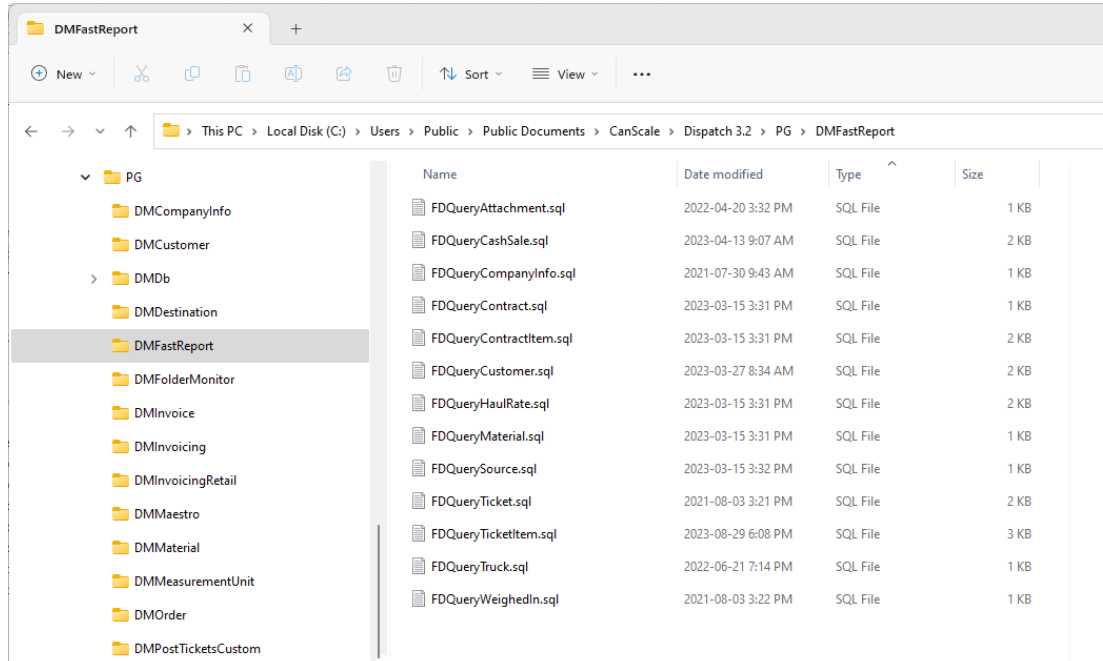 DMFastReport
New
Sort
View
This PC > Local Disk (C:) > Users > Public > Public Documents > CanScale > Dispatch 3.2 > PG > DMFastReport
PG
DMCompanyInfo
DMCustomer
DMDb
DMDestination
DMFastReport
DMFolderMonitor
DMInvoice
DMInvoicing
DMInvoicingRetail
DMMaestro
DMMaterial
DMMeasurementUnit
DMOrder
DMPostTicketsCustom
Name Date modified Type Size
FDQueryAttachment.sql 2022-04-20 3:32 PM SQL File 1 KB
FDQueryCashSale.sql 2023-04-13 9:07 AM SQL File 2 KB
FDQueryCompanyInfo.sql 2021-07-30 9:43 AM SQL File 1 KB
FDQueryContract.sql 2023-03-15 3:31 PM SQL File 1 KB
FDQueryContractItem.sql 2023-03-15 3:31 PM SQL File 2 KB
FDQueryCustomer.sql 2023-03-27 8:34 AM SQL File 2 KB
FDQueryHaulRate.sql 2023-03-15 3:31 PM SQL File 2 KB
FDQueryMaterial.sql 2023-03-15 3:31 PM SQL File 1 KB
FDQuerySource.sql 2023-03-15 3:32 PM SQL File 1 KB
FDQueryTicket.sql 2021-08-03 3:21 PM SQL File 2 KB
FDQueryTicketItem.sql 2023-08-29 6:08 PM SQL File 3 KB
FDQueryTruck.sql 2022-06-21 7:14 PM SQL File 1 KB
FDQueryWeighedIn.sql 2021-08-03 3:22 PM SQL File 1 KB